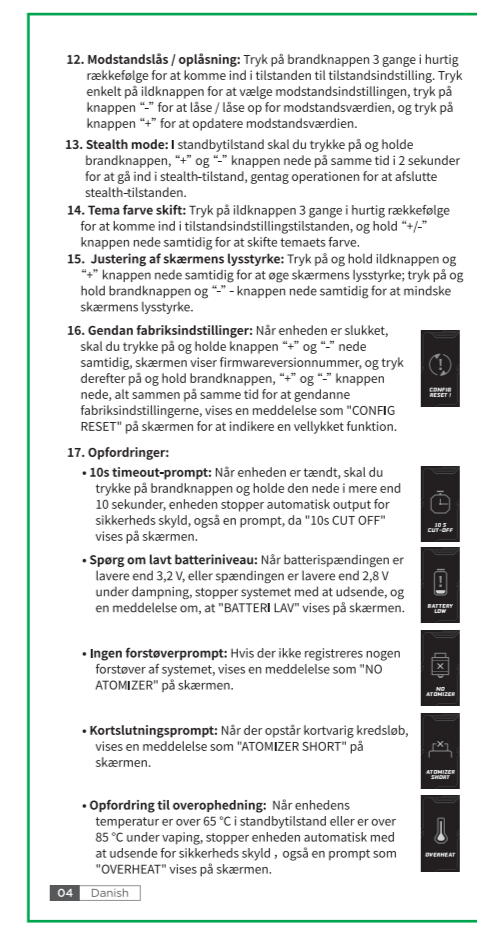 12. Modstandslås / oplåsning: Tryk på brandknappen 3 gange i hurtig
rækkefølge for at komme ind i tilstanden til tilstandsindstilling. Tryk
enkelt på ildknappen for at vælge modstandsindstillingen, tryk på
knappen “-” for at låse / låse op for modstandsværdien, og tryk på
knappen “+” for at opdatere modstandsværdien.
13. Stealth mode: I standbytilstand skal du trykke på og holde
brandknappen, “+” og “-” knappen nede på samme tid i 2 sekunder
for at gå ind i stealth-tilstand, gentag operationen for at afslutte
stealth-tilstanden.
14. Tema farve skift: Tryk på ildknappen 3 gange i hurtig rækkefølge
for at komme ind i tilstandsindstillingstilstanden, og hold “+/-”
knappen nede samtidig for at skifte temaets farve.
15. Justering af skærmens lysstyrke: Tryk på og hold ildknappen og
“+” knappen nede samtidig for at øge skærmens lysstyrke; tryk på og
hold brandknappen og “-” - knappen nede samtidig for at mindske
skærmens lysstyrke.
16. Gendan fabriksindstillinger: Når enheden er slukket,
skal du trykke på og holde knappen “+” og “-” nede
samtidig, skærmen viser firmwareversionnummer, og tryk
derefter på og hold brandknappen, “+” og “-” knappen
nede, alt sammen på samme tid for at gendanne
fabriksindstillingerne, vises en meddelelse som "CONFIG
RESET" på skærmen for at indikere en vellykket funktion.
CONFIG
RESET !
17. Opfordringer:
• 10s timeout-prompt: Når enheden er tændt, skal du
trykke på brandknappen og holde den nede i mere end
10 sekunder, enheden stopper automatisk output for
sikkerheds skyld, også en prompt, da "10s CUT OFF"
vises på skærmen.
10 S
CUT-OFF
• Spørg om lavt batteriniveau: Når batterispændingen er
lavere end 3,2 V, eller spændingen er lavere end 2,8 V
under dampning, stopper systemet med at udsende, og
en meddelelse om, at "BATTERI LAV" vises på skærmen.
BATTERY
LOW
• Ingen forstøverprompt: Hvis der ikke registreres nogen
forstøver af systemet, vises en meddelelse som "NO
ATOMIZER" på skærmen.
NO
ATOMIZER
• Kortslutningsprompt: Når der opstår kortvarig kredsløb,
vises en meddelelse som "ATOMIZER SHORT" på
skærmen.
ATOMIZER
SHORT
• Opfordring til overophedning: Når enhedens
temperatur er over 65 °C i standbytilstand eller er over
85 °C under vaping, stopper enheden automatisk med
at udsende for sikkerheds skyld , også en prompt som
"OVERHEAT" vises på skærmen.
OVERHEAT
04 Danish